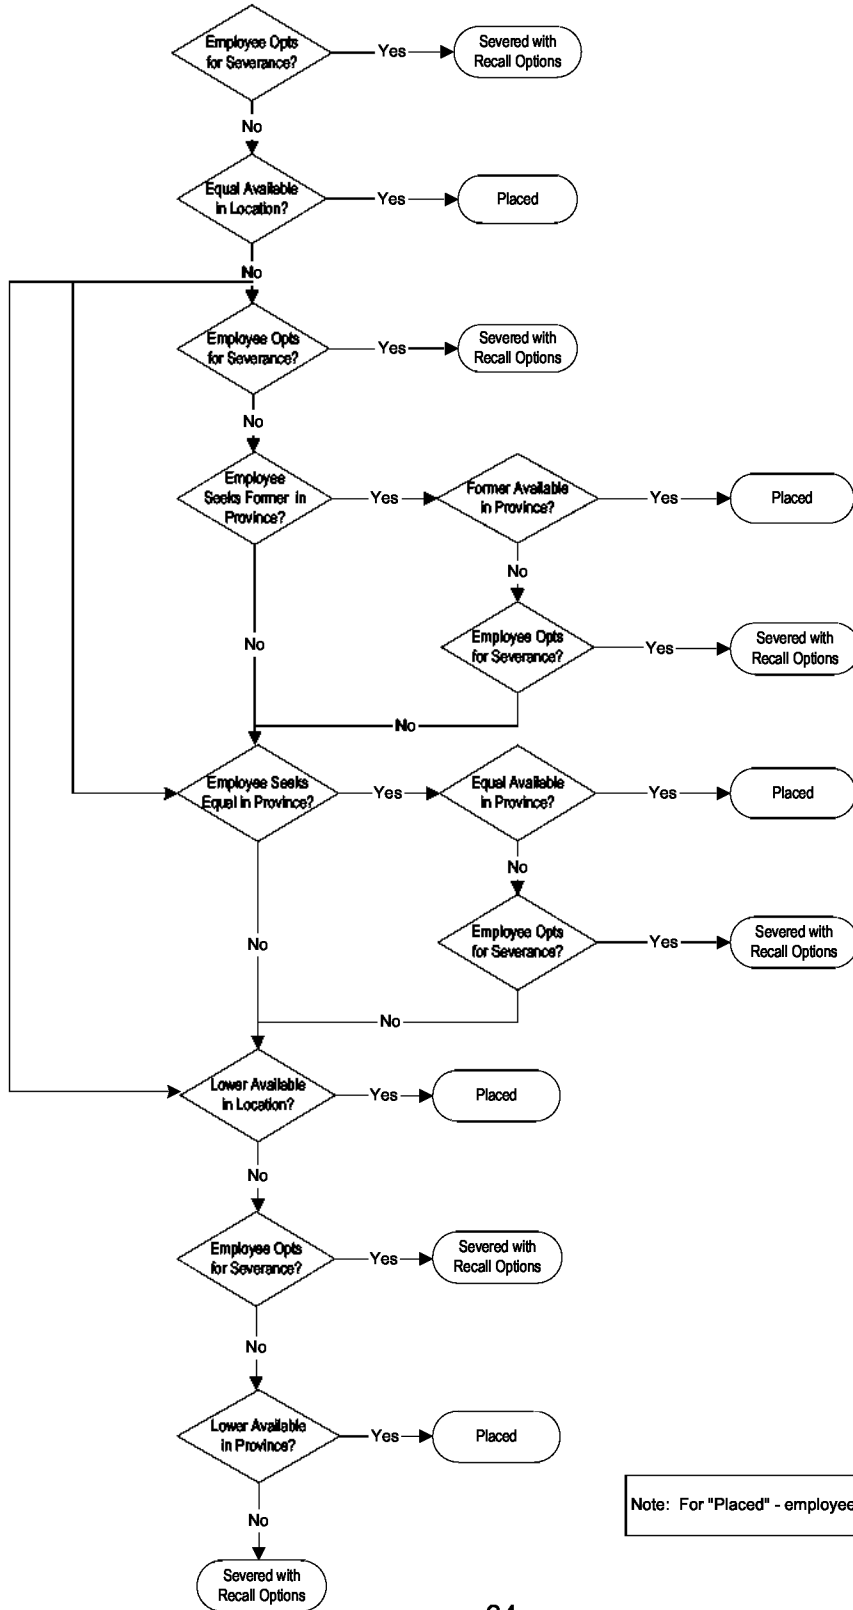 Employee Opts
for Severance?
Yes
Severed with
Recall Options
No
Equal Available
in Location?
Yes
Placed
No
Employee Opts
for Severance?
Yes
Severed with
Recall Options
No
Employee
Seeks Former in
Province?
Yes
Former Available
in Province?
Yes
Placed
No
No
Employee Opts
for Severance?
Yes
Severed with
Recall Options
No
Employee Seeks
Equal in Province?
Yes
Equal Available
in Province?
Yes
Placed
No
No
Employee Opts
for Severance?
Yes
Severed with
Recall Options
No
Lower Available
in Location?
Yes
Placed
No
Employee Opts
for Severance?
Yes
Severed with
Recall Options
No
Lower Available
in Province?
Yes
Placed
No
Note: For "Placed" - employee
Severed with
Recall Options